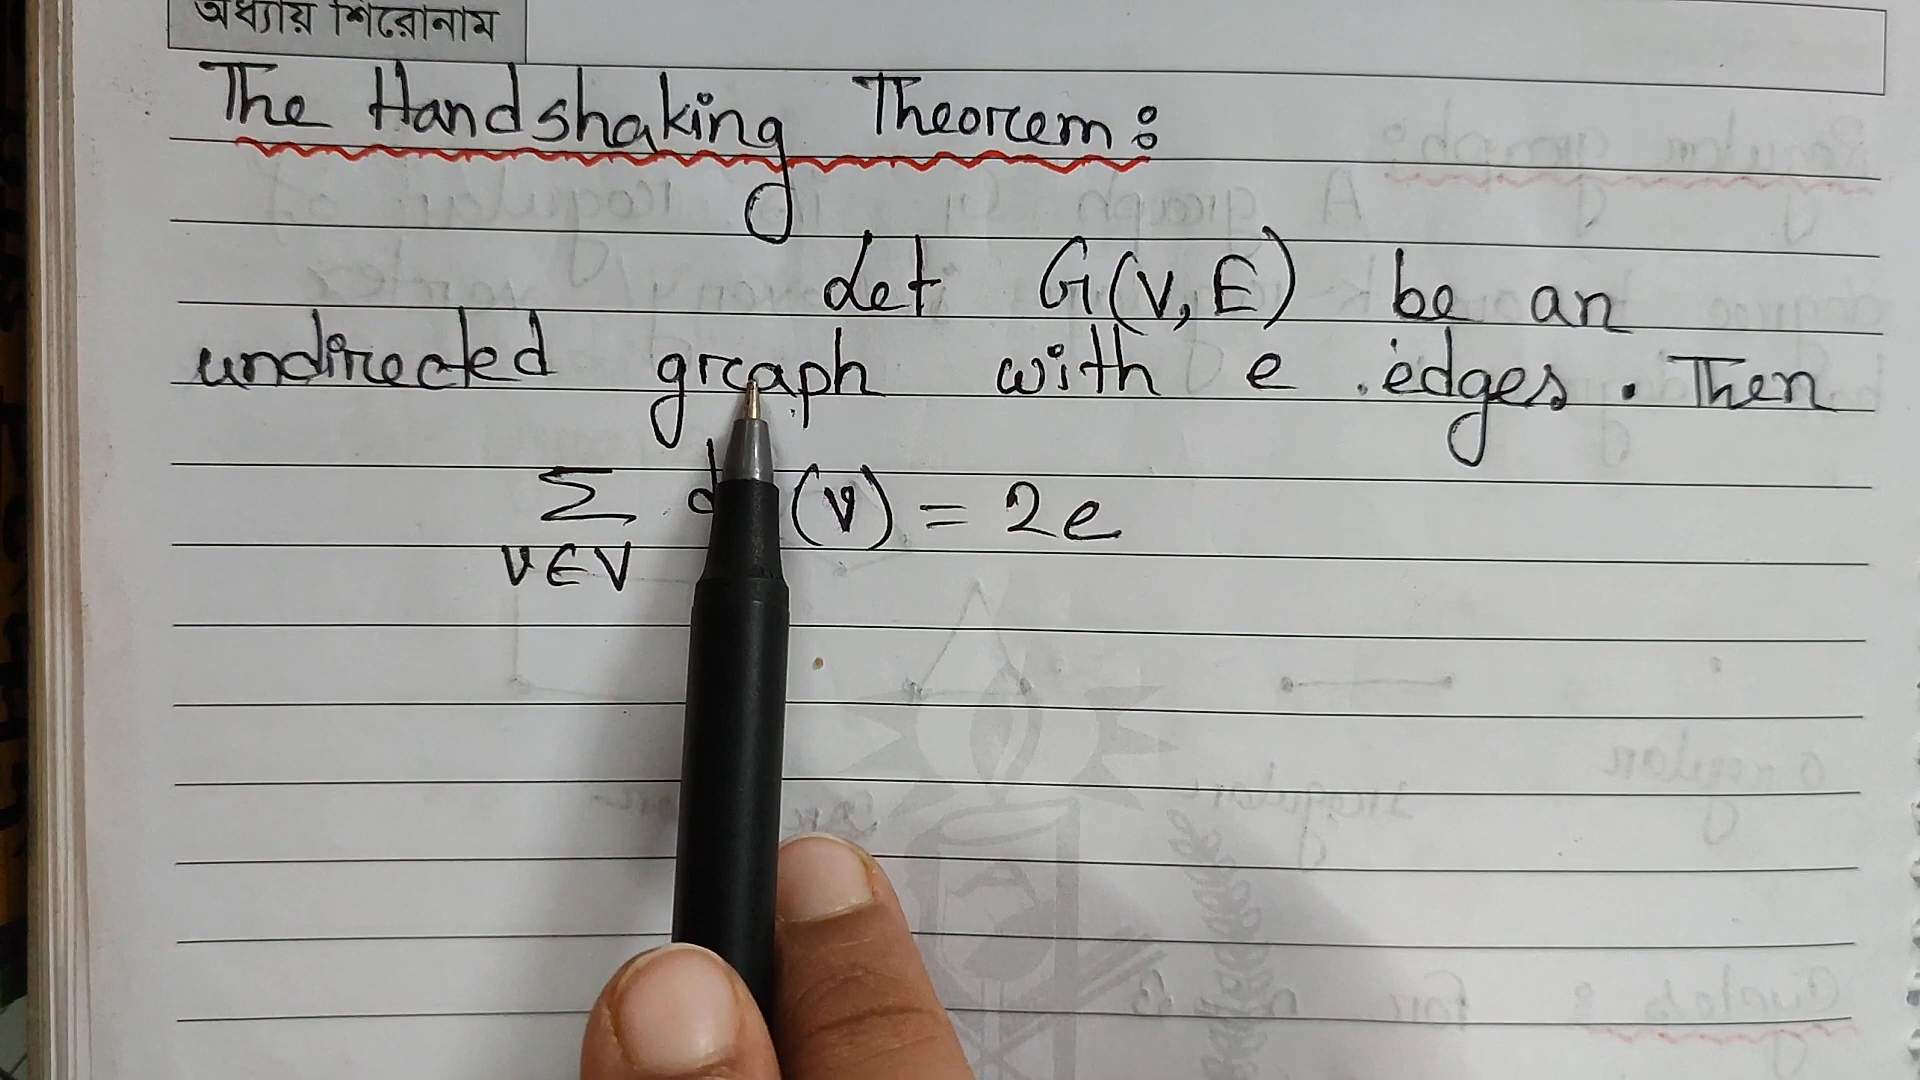 অধ্যায় শিরোনাম
The Handshaking Theorem:
Let G(V, E) be an
undirected graph with e edges. Then
∑ d (v) = 2e
v∈V